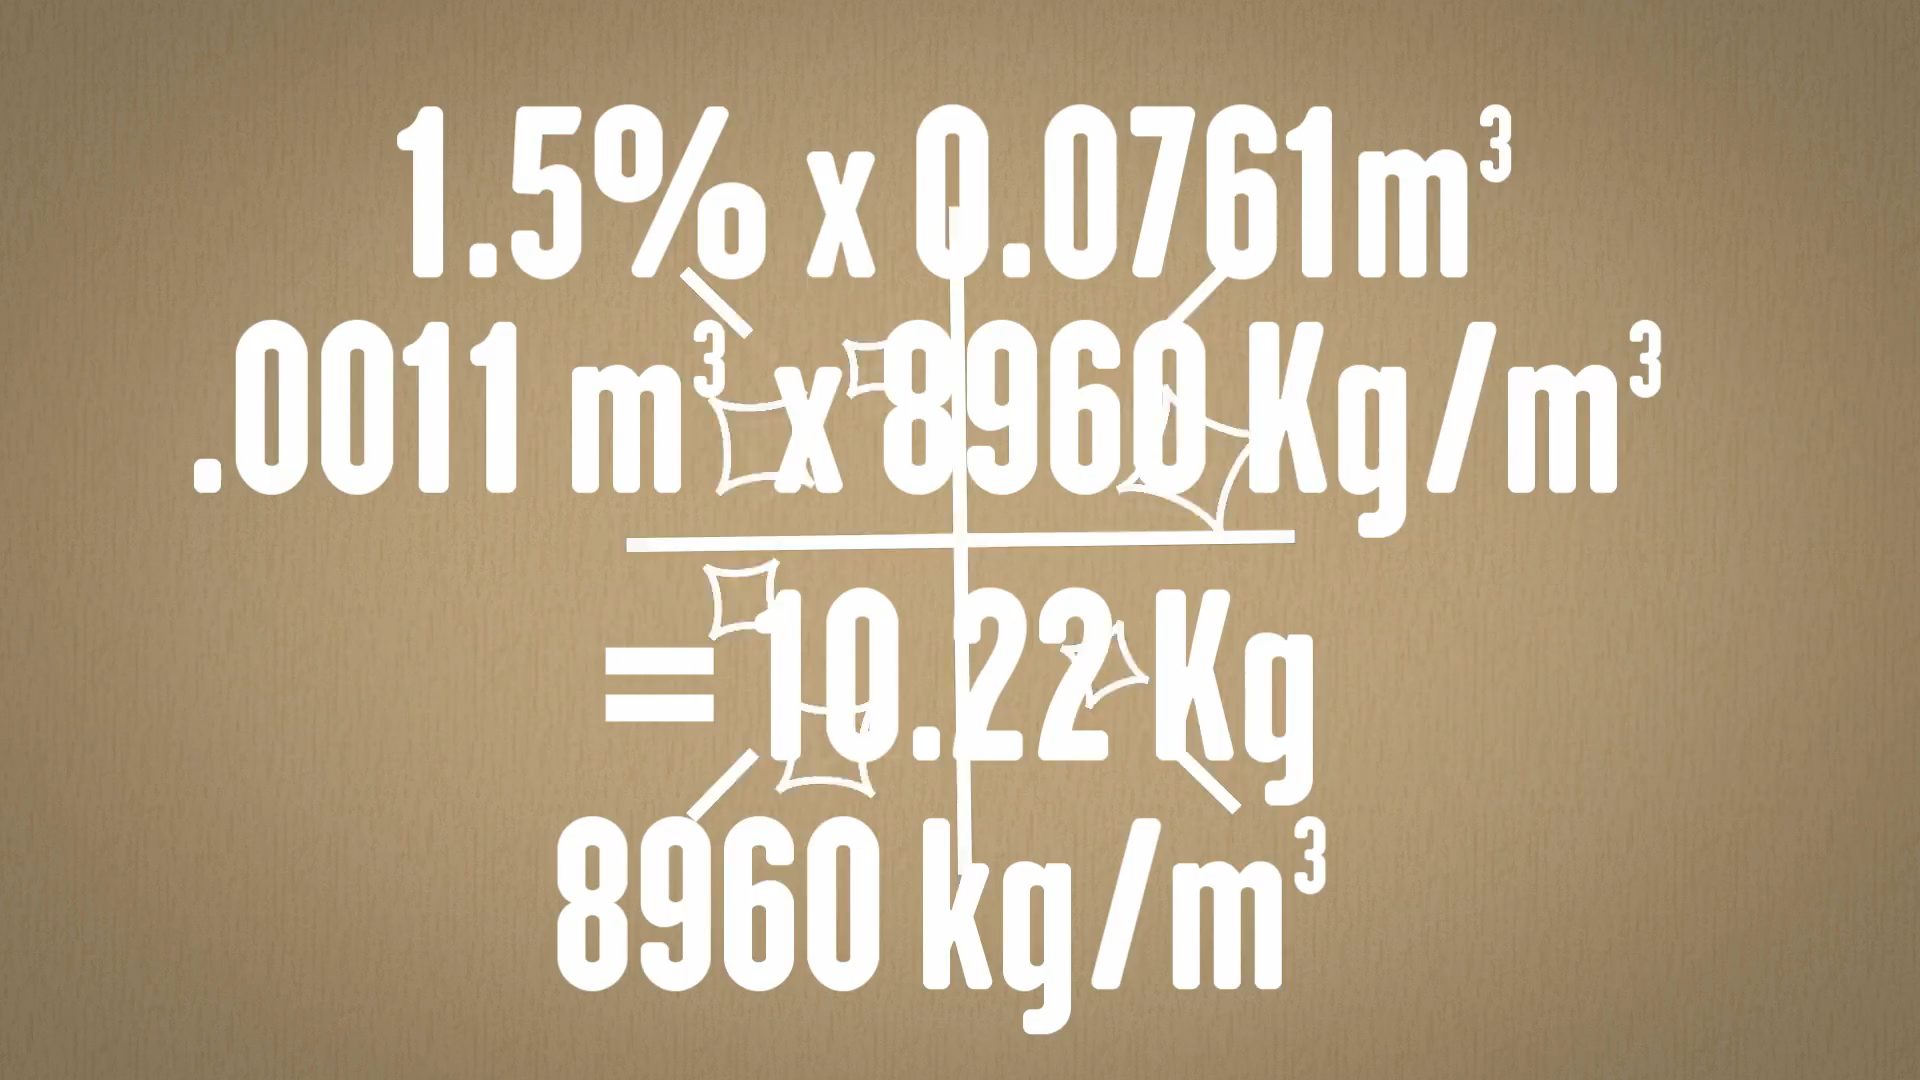 1.5% x 0.0761m³
.0011 m³ x 8960 Kg/m³
= 10.22 Kg
8960 kg/m³